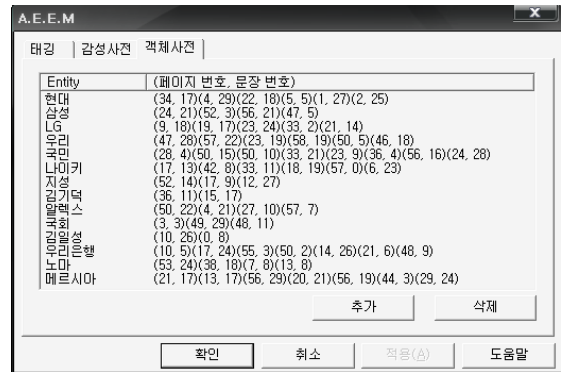 A.E.E.M
태깅 감성사전 객체사전
Entity (페이지 번호, 문장 번호)
현대 (34, 17)(4, 29)(22, 18)(5, 5)(1, 27)(2, 25)
삼성 (24, 21)(52, 3)(56, 21)(47, 5)
LG (9, 18)(19, 17)(23, 24)(33, 2)(21, 14)
우리 (47, 28)(57, 22)(23, 19)(58, 19)(50, 5)(46, 18)
국민 (28, 4)(50, 15)(50, 10)(33, 21)(23, 9)(36, 4)(56, 16)(24, 28)
나이키 (17, 13)(42, 8)(33, 11)(18, 19)(57, 0)(6, 23)
지성 (52, 14)(17, 9)(12, 27)
김기덕 (36, 11)(15, 17)
알렉스 (50, 22)(4, 21)(27, 10)(57, 7)
국회 (3, 3)(49, 29)(48, 11)
김일성 (10, 26)(0, 8)
우리은행 (10, 5)(17, 24)(55, 3)(50, 2)(14, 26)(21, 6)(48, 9)
노마 (53, 24)(38, 18)(7, 8)(13, 8)
메르시아 (21, 17)(13, 17)(56, 29)(20, 21)(56, 19)(44, 3)(29, 24)
추가 삭제
확인 취소 적용(A) 도움말